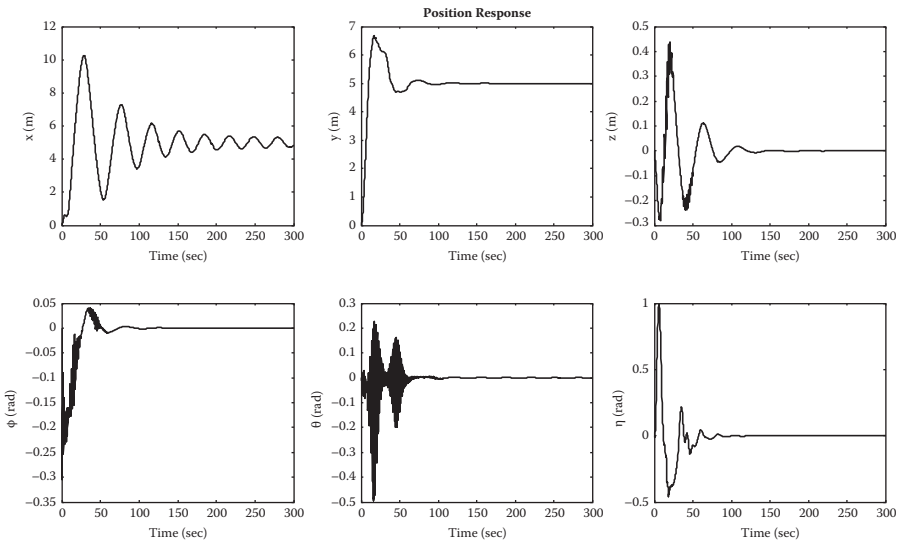 Position Response
12
10
8
6
4
2
0
x (m)
0 50 100 150 200 250 300
Time (sec)
7
6
5
4
3
2
1
0
y (m)
0 50 100 150 200 250 300
Time (sec)
0.5
0.4
0.3
0.2
0.1
0
−0.1
−0.2
−0.3
z (m)
0 50 100 150 200 250 300
Time (sec)
0.05
0
−0.05
−0.1
−0.15
−0.2
−0.25
−0.3
−0.35
ϕ (rad)
0 50 100 150 200 250 300
Time (sec)
0.3
0.2
0.1
0
−0.1
−0.2
−0.3
−0.4
−0.5
θ (rad)
0 50 100 150 200 250 300
Time (sec)
1
0.5
0
−0.5
η (rad)
0 50 100 150 200 250 300
Time (sec)